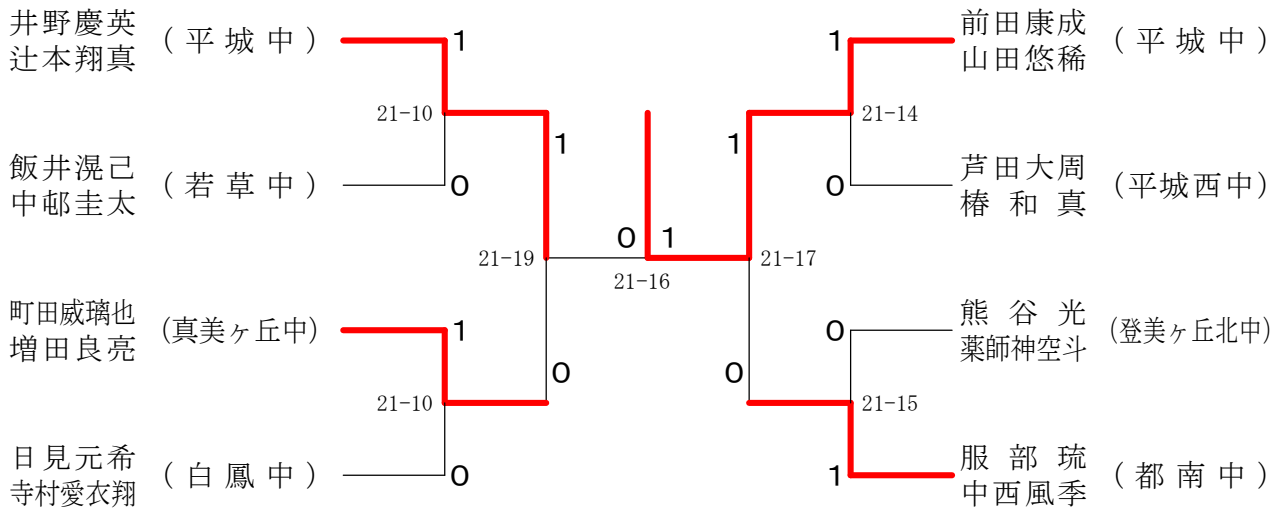 井野慶英
辻本翔真
(平城中)
1
21-10
飯井滉己
中邨圭太
(若草中)
0
1
21-19
町田威璃也
増田良亮
(真美ヶ丘中)
1
0
21-10
日見元希
寺村愛衣翔
(白鳳中)
0
0
1
21-16
前田康成
山田悠稀
(平城中)
1
21-14
芦田大周
椿和真
(平城西中)
0
1
21-17
熊谷光
薬師神空斗
(登美ヶ丘北中)
0
0
21-15
服部琉
中西風季
(都南中)
1